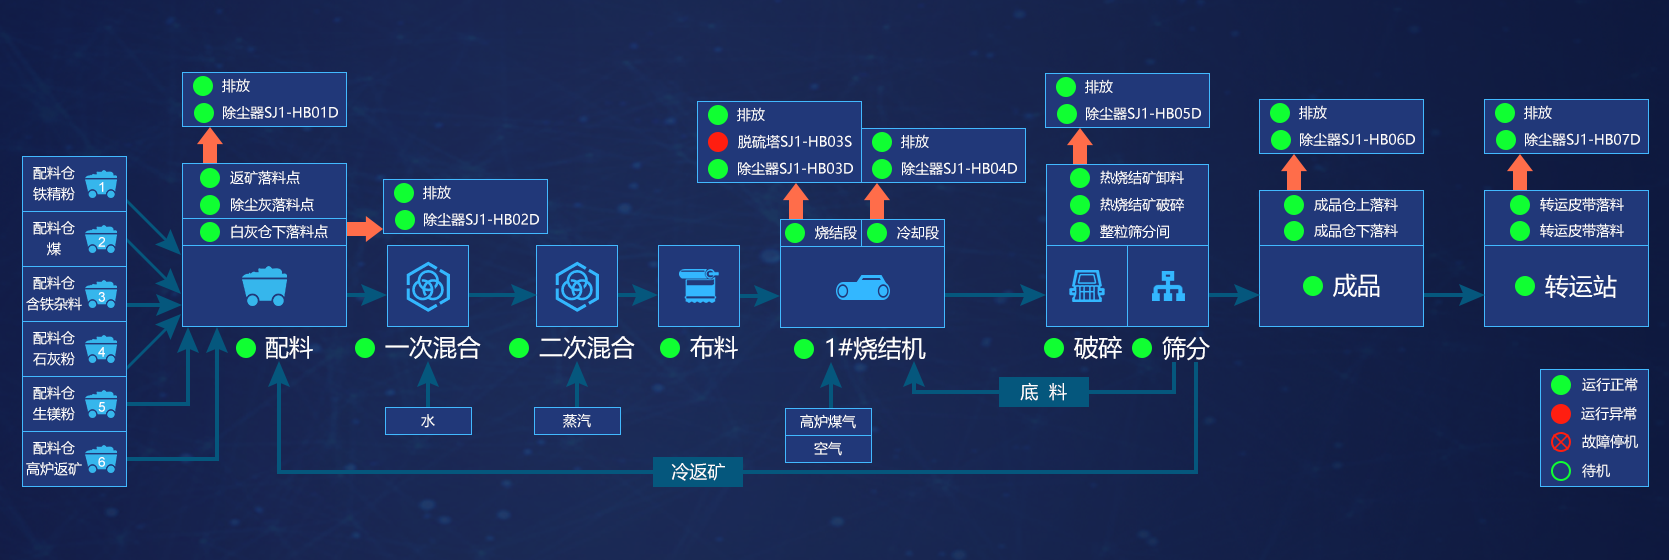 配料仓
铁精粉
1
配料仓
煤
2
配料仓
含铁杂料
3
配料仓
石灰粉
4
配料仓
生镁粉
5
配料仓
高炉返矿
6
排放
除尘器SJ1-HB01D
返矿落料点
除尘灰落料点
白灰仓下落料点
配料
排放
除尘器SJ1-HB02D
一次混合
水
二次混合
蒸汽
布料
排放
脱硫塔SJ1-HB03S
除尘器SJ1-HB03D
排放
除尘器SJ1-HB04D
烧结段
冷却段
1#烧结机
高炉煤气
空气
排放
除尘器SJ1-HB05D
热烧结矿卸料
热烧结矿破碎
整粒筛分间
破碎
筛分
底 料
冷返矿
排放
除尘器SJ1-HB06D
成品仓上落料
成品仓下落料
成品
排放
除尘器SJ1-HB07D
转运皮带落料
转运皮带落料
转运站
运行正常
运行异常
故障停机
待机